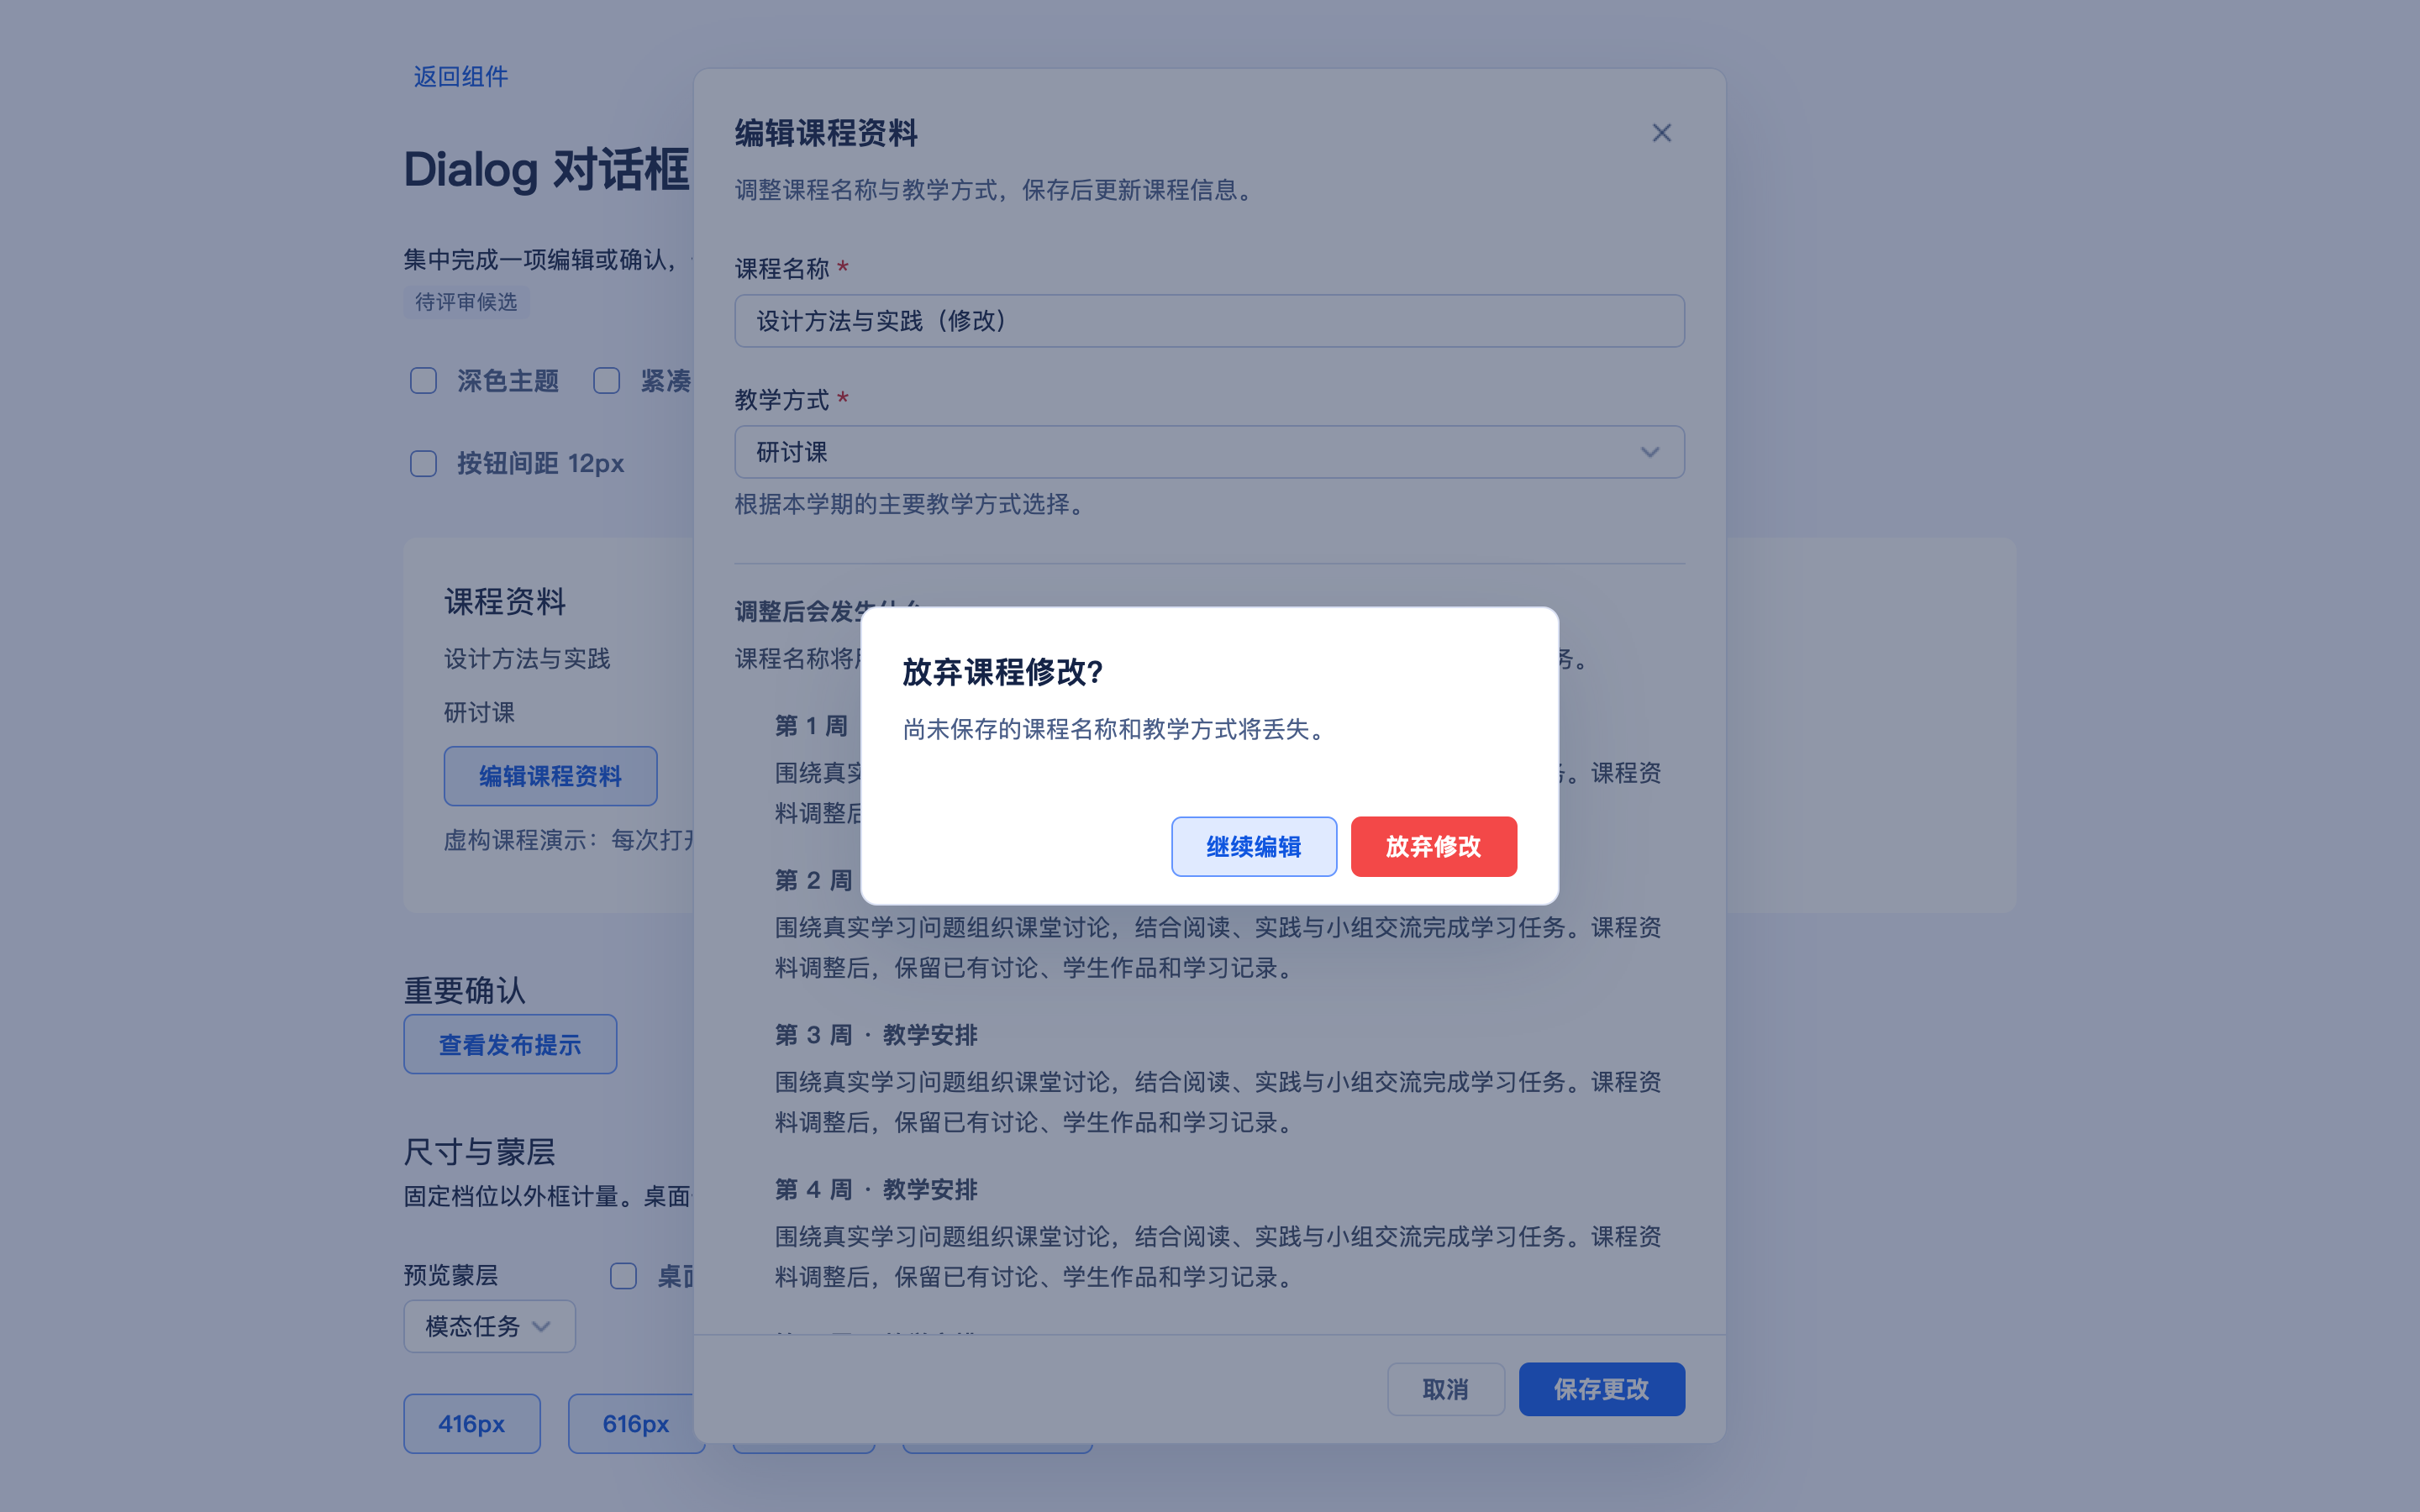 返回组件
Dialog 对话框
集中完成一项编辑或确认，
待评审候选
深色主题
紧凑
按钮间距 12px
课程资料
设计方法与实践
研讨课
编辑课程资料
虚构课程演示：每次打开
重要确认
查看发布提示
尺寸与蒙层
固定档位以外框计量。桌面
预览蒙层
桌面
模态任务
416px
616px
编辑课程资料
调整课程名称与教学方式，保存后更新课程信息。
课程名称 *
设计方法与实践（修改）
教学方式 *
研讨课
根据本学期的主要教学方式选择。
调整后会发生什么
课程名称将 务。
第 1 周
围绕真实 务。课程资
料调整后
第 2 周
围绕真实学习问题组织课堂讨论，结合阅读、实践与小组交流完成学习任务。课程资
料调整后，保留已有讨论、学生作品和学习记录。
第 3 周 · 教学安排
围绕真实学习问题组织课堂讨论，结合阅读、实践与小组交流完成学习任务。课程资
料调整后，保留已有讨论、学生作品和学习记录。
第 4 周 · 教学安排
围绕真实学习问题组织课堂讨论，结合阅读、实践与小组交流完成学习任务。课程资
料调整后，保留已有讨论、学生作品和学习记录。
取消
保存更改
放弃课程修改？
尚未保存的课程名称和教学方式将丢失。
继续编辑
放弃修改